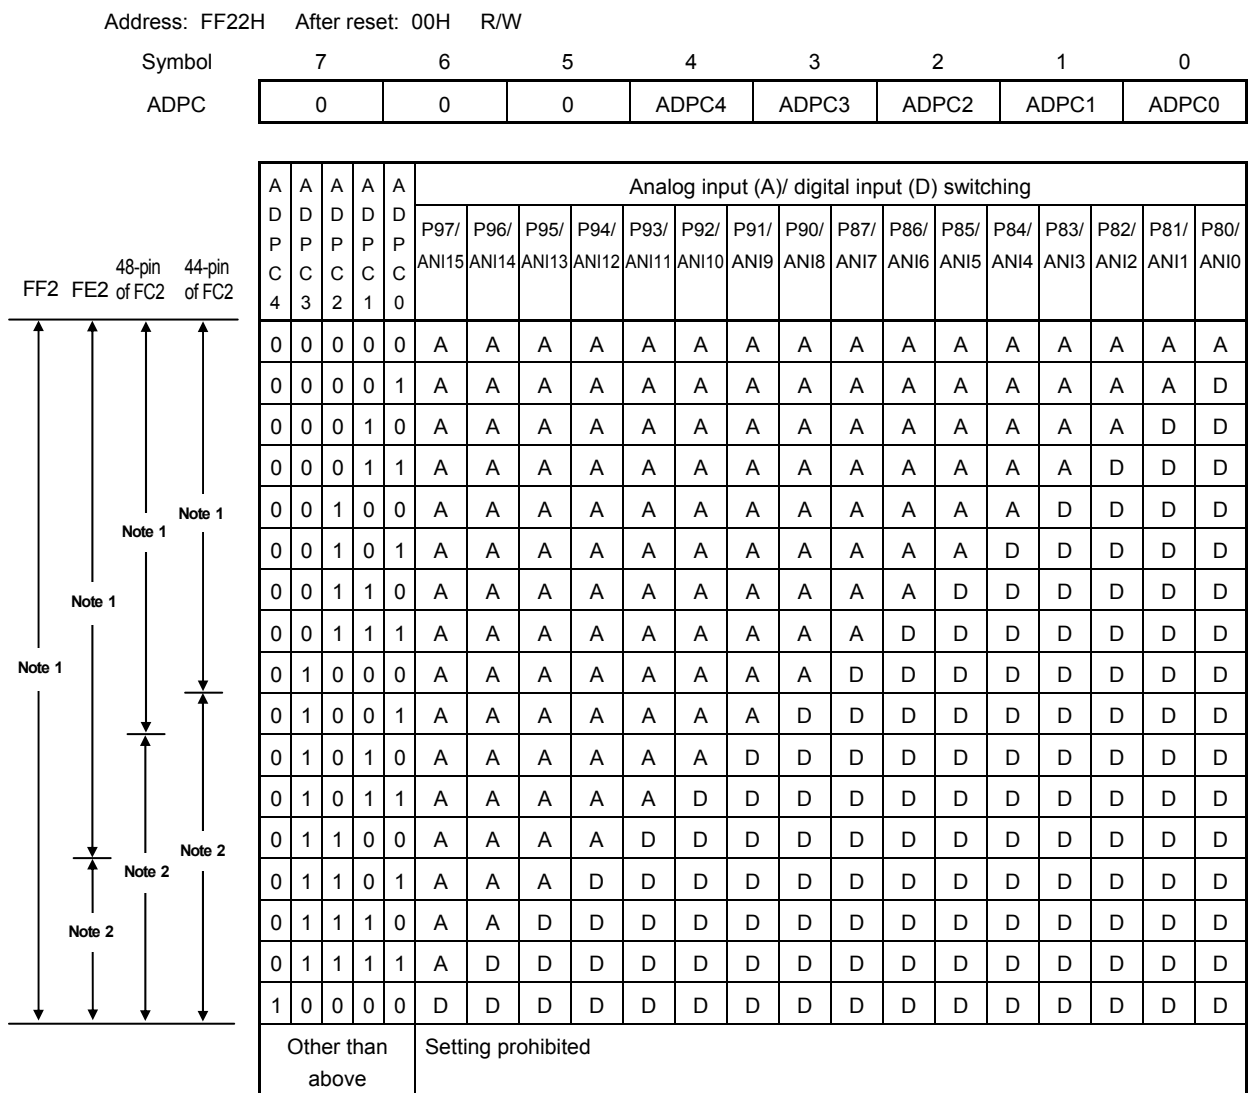 Address: FF22H After reset: 00H R/W
Symbol 7 6 5 4 3 2 1 0
ADPC 0 0 0 ADPC4 ADPC3 ADPC2 ADPC1 ADPC0
FF2 FE2 48-pin of FC2 44-pin of FC2
ADPC4 ADPC3 ADPC2 ADPC1 ADPC0 Analog input (A)/ digital input (D) switching
P97/ANI15 P96/ANI14 P95/ANI13 P94/ANI12 P93/ANI11 P92/ANI10 P91/ANI9 P90/ANI8 P87/ANI7 P86/ANI6 P85/ANI5 P84/ANI4 P83/ANI3 P82/ANI2 P81/ANI1 P80/ANI0
0 0 0 0 0 A A A A A A A A A A A A A A A A
0 0 0 0 1 A A A A A A A A A A A A A A A D
0 0 0 1 0 A A A A A A A A A A A A A A D D
0 0 0 1 1 A A A A A A A A A A A A A D D D
Note 1
0 0 1 0 0 A A A A A A A A A A A A D D D D
Note 1
0 0 1 0 1 A A A A A A A A A A A D D D D D
0 0 1 1 0 A A A A A A A A A A D D D D D D
Note 1
0 0 1 1 1 A A A A A A A A A D D D D D D D
Note 1
0 1 0 0 0 A A A A A A A A D D D D D D D D
0 1 0 0 1 A A A A A A A D D D D D D D D D
0 1 0 1 0 A A A A A A D D D D D D D D D D
0 1 0 1 1 A A A A A D D D D D D D D D D D
0 1 1 0 0 A A A A D D D D D D D D D D D D
Note 2
Note 2
0 1 1 0 1 A A A D D D D D D D D D D D D D
0 1 1 1 0 A A D D D D D D D D D D D D D D
Note 2
0 1 1 1 1 A D D D D D D D D D D D D D D D
1 0 0 0 0 D D D D D D D D D D D D D D D D
Other than above Setting prohibited